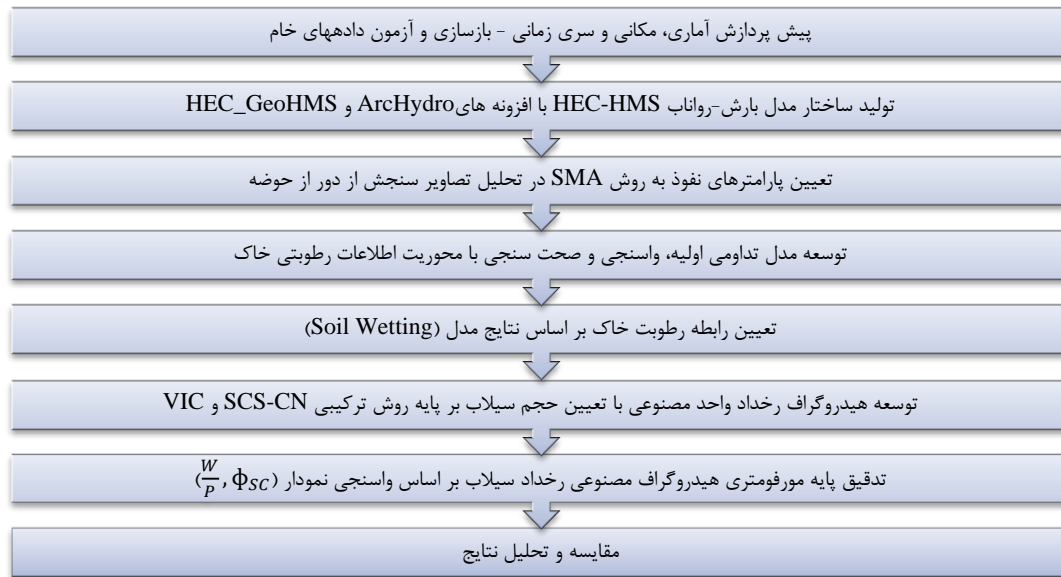 پیش پردازش آماری، مکانی و سری زمانی - بازسازی و آزمون دادههای خام
تولید ساختار مدل بارش-رواناب HEC-HMS با افزونه های ArcHydro و HEC_GeoHMS
تعیین پارامترهای نفوذ به روش SMA در تحلیل تصاویر سنجش از دور از حوضه
توسعه مدل تداومی اولیه، واسنجی و صحت سنجی با محوریت اطلاعات رطوبتی خاک
تعیین رابطه رطوبت خاک بر اساس نتایج مدل (Soil Wetting)
توسعه هیدروگراف رخداد واحد مصنوعی با تعیین حجم سیلاب بر پایه روش ترکیبی SCS-CN و VIC
تدقیق پایه مورفومتری هیدروگراف مصنوعی رخداد سیلاب بر اساس واسنجی نمودار (W/P, ϕSC)
مقایسه و تحلیل نتایج